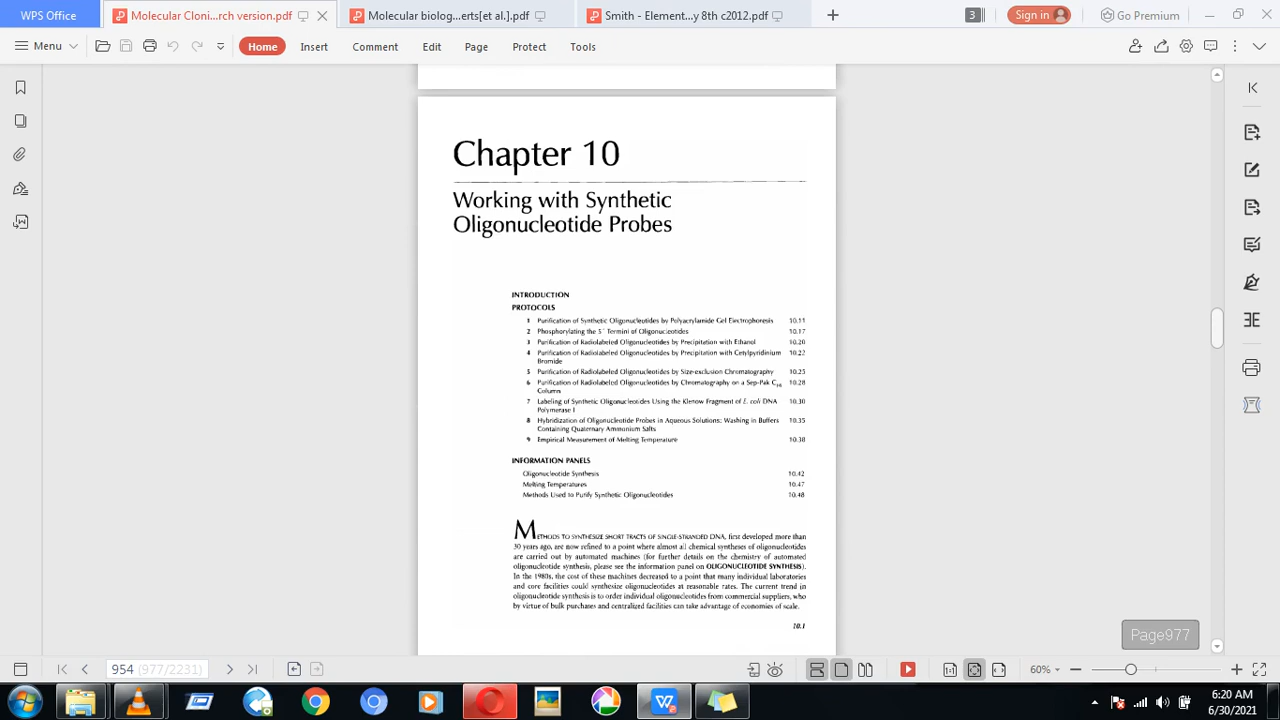 WPS Office
Molecular Cloni...rch version.pdf
Molecular biolog...erts[et al.].pdf
Smith - Element...y 8th c2012.pdf
3
Sign in
Go Premium
Menu
Home
Insert
Comment
Edit
Page
Protect
Tools
Chapter 10
Working with Synthetic
Oligonucleotide Probes
INTRODUCTION
PROTOCOLS
1 Purification of Synthetic Oligonucleotides by Polyacrylamide Gel Electrophoresis 10.11
2 Phosphorylating the 5´ Termini of Oligonucleotides 10.17
3 Purification of Radiolabeled Oligonucleotides by Precipitation with Ethanol 10.20
4 Purification of Radiolabeled Oligonucleotides by Precipitation with Cetylpyridinium 10.22
Bromide
5 Purification of Radiolabeled Oligonucleotides by Size-exclusion Chromatography 10.25
6 Purification of Radiolabeled Oligonucleotides by Chromatography on a Sep-Pak C18 10.28
Column
7 Labeling of Synthetic Oligonucleotides Using the Klenow Fragment of E. coli DNA 10.30
Polymerase I
8 Hybridization of Oligonucleotide Probes in Aqueous Solutions: Washing in Buffers 10.35
Containing Quaternary Ammonium Salts
9 Empirical Measurement of Melting Temperature 10.38
INFORMATION PANELS
Oligonucleotide Synthesis 10.42
Melting Temperatures 10.47
Methods Used to Purify Synthetic Oligonucleotides 10.48
METHODS TO SYNTHESIZE SHORT TRACTS OF SINGLE-STRANDED DNA, first developed more than
30 years ago, are now refined to a point where almost all chemical syntheses of oligonucleotides
are carried out by automated machines (for further details on the chemistry of automated
oligonucleotide synthesis, please see the information panel on OLIGONUCLEOTIDE SYNTHESIS).
In the 1980s, the cost of these machines decreased to a point that many individual laboratories
and core facilities could synthesize oligonucleotides at reasonable rates. The current trend in
oligonucleotide synthesis is to order individual oligonucleotides from commercial suppliers, who
by virtue of bulk purchases and centralized facilities can take advantage of economies of scale.
10.1
Page977
954 (977/2231)
60%
6:20 AM
6/30/2021